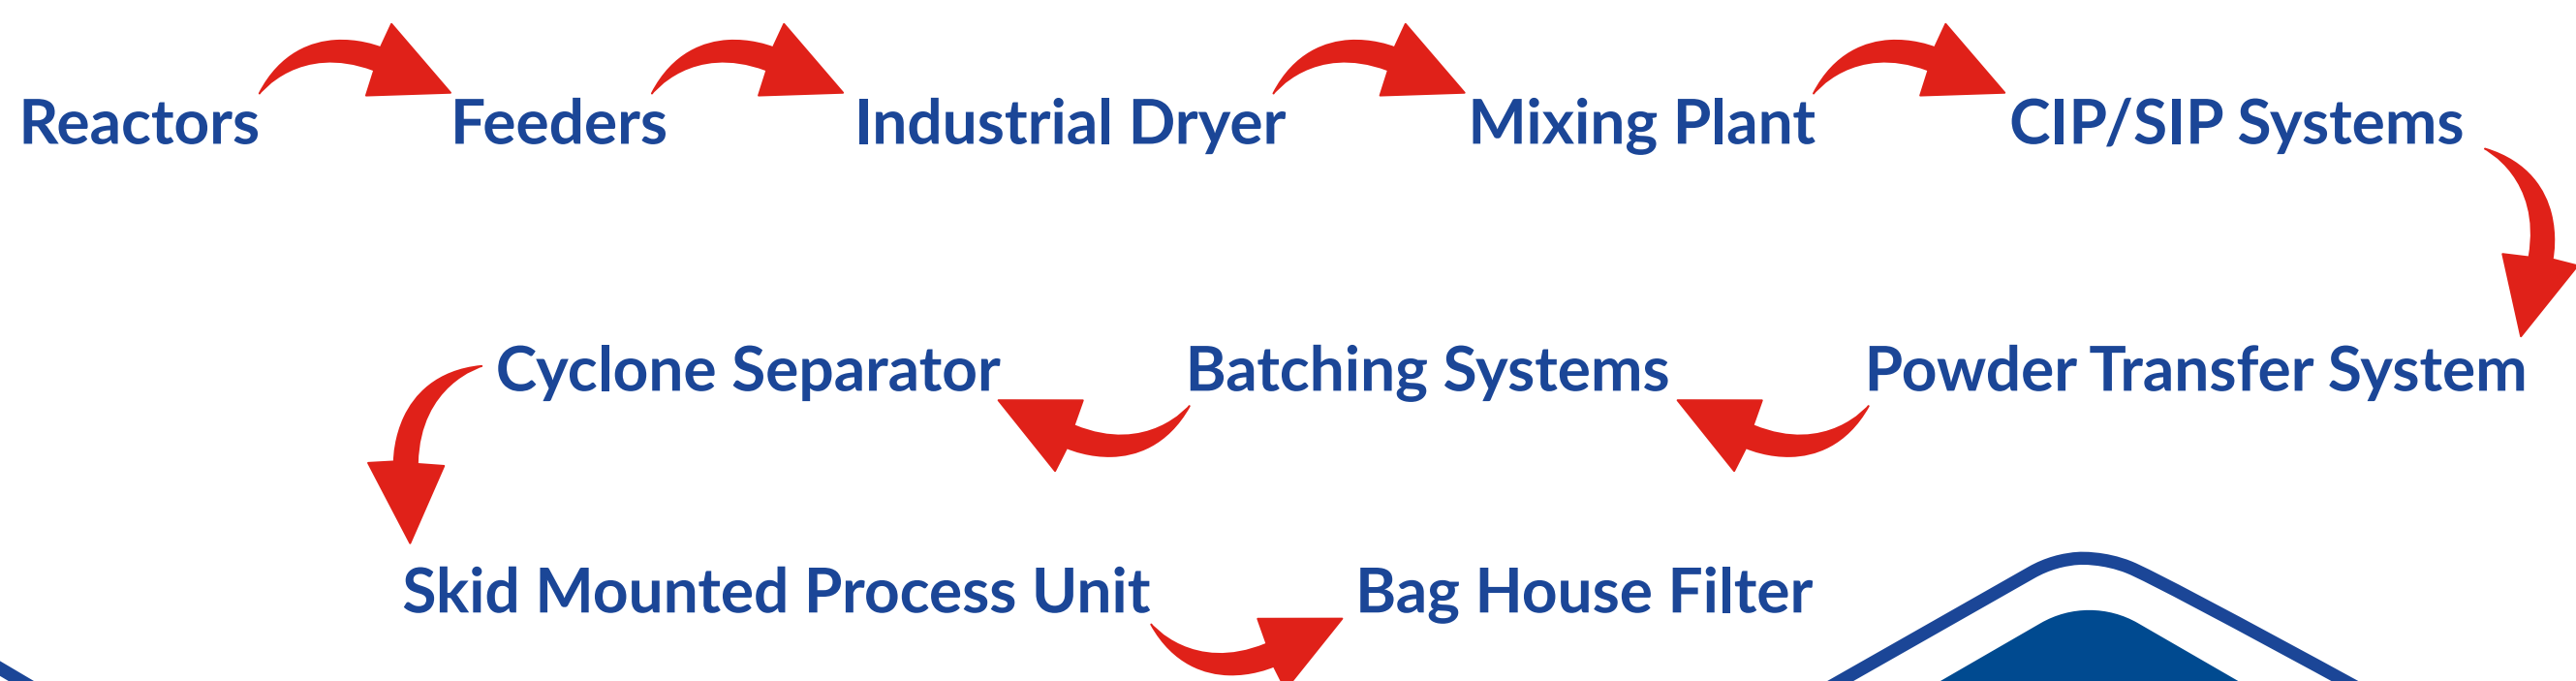 Reactors Feeders Industrial Dryer Mixing Plant CIP/SIP Systems
Cyclone Separator Batching Systems Powder Transfer System
Skid Mounted Process Unit Bag House Filter